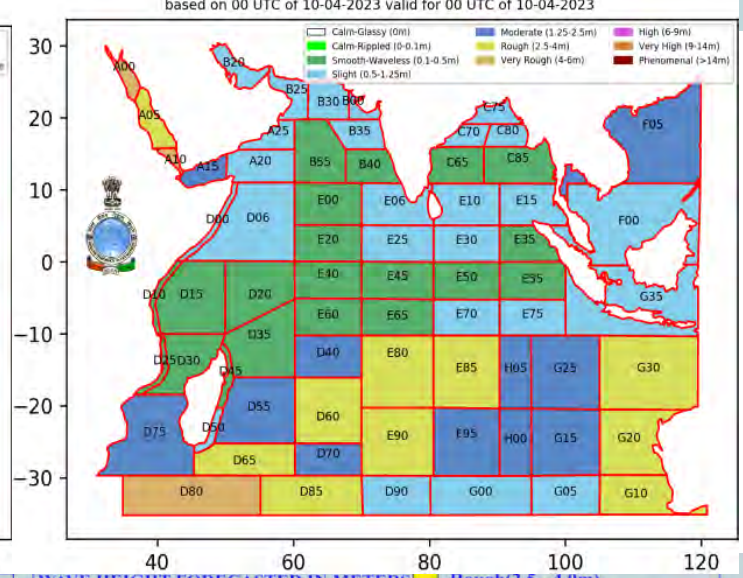 based on 00 UTC of 10-04-2023 valid for 00 UTC of 10-04-2023
Calm-Glassy (0m) Moderate (1.25-2.5m) High (6-9m)
Calm-Rippled (0-0.1m) Rough (2.5-4m) Very High (9-14m)
Smooth-Waveless (0.1-0.5m) Very Rough (4-6m) Phenomenal (>14m)
Slight (0.5-1.25m)
30
20
10
0
−10
−20
−30
A00
B20
B25
B30 B00
C75
A05
A25
B35
C70 C80
F05
A10
A15
A20
B55
B40
C65
C85
D00
D06
E00
E06
E10
E15
F00
E20
E25
E30
E35
D10
D15
D20
E40
E45
E50
E55
G35
D35
E60
E65
E70
E75
D25 D30
D45
D40
E80
E85
H05
G25
G30
D75
D50
D55
D60
E90
F95
H00
G15
G20
D65
D70
D80
D85
D90
G00
G05
G10
40 60 80 100 120
WAVE HEIGHT FORECASTED IN METERS Rough(2.5 - 4.0m)